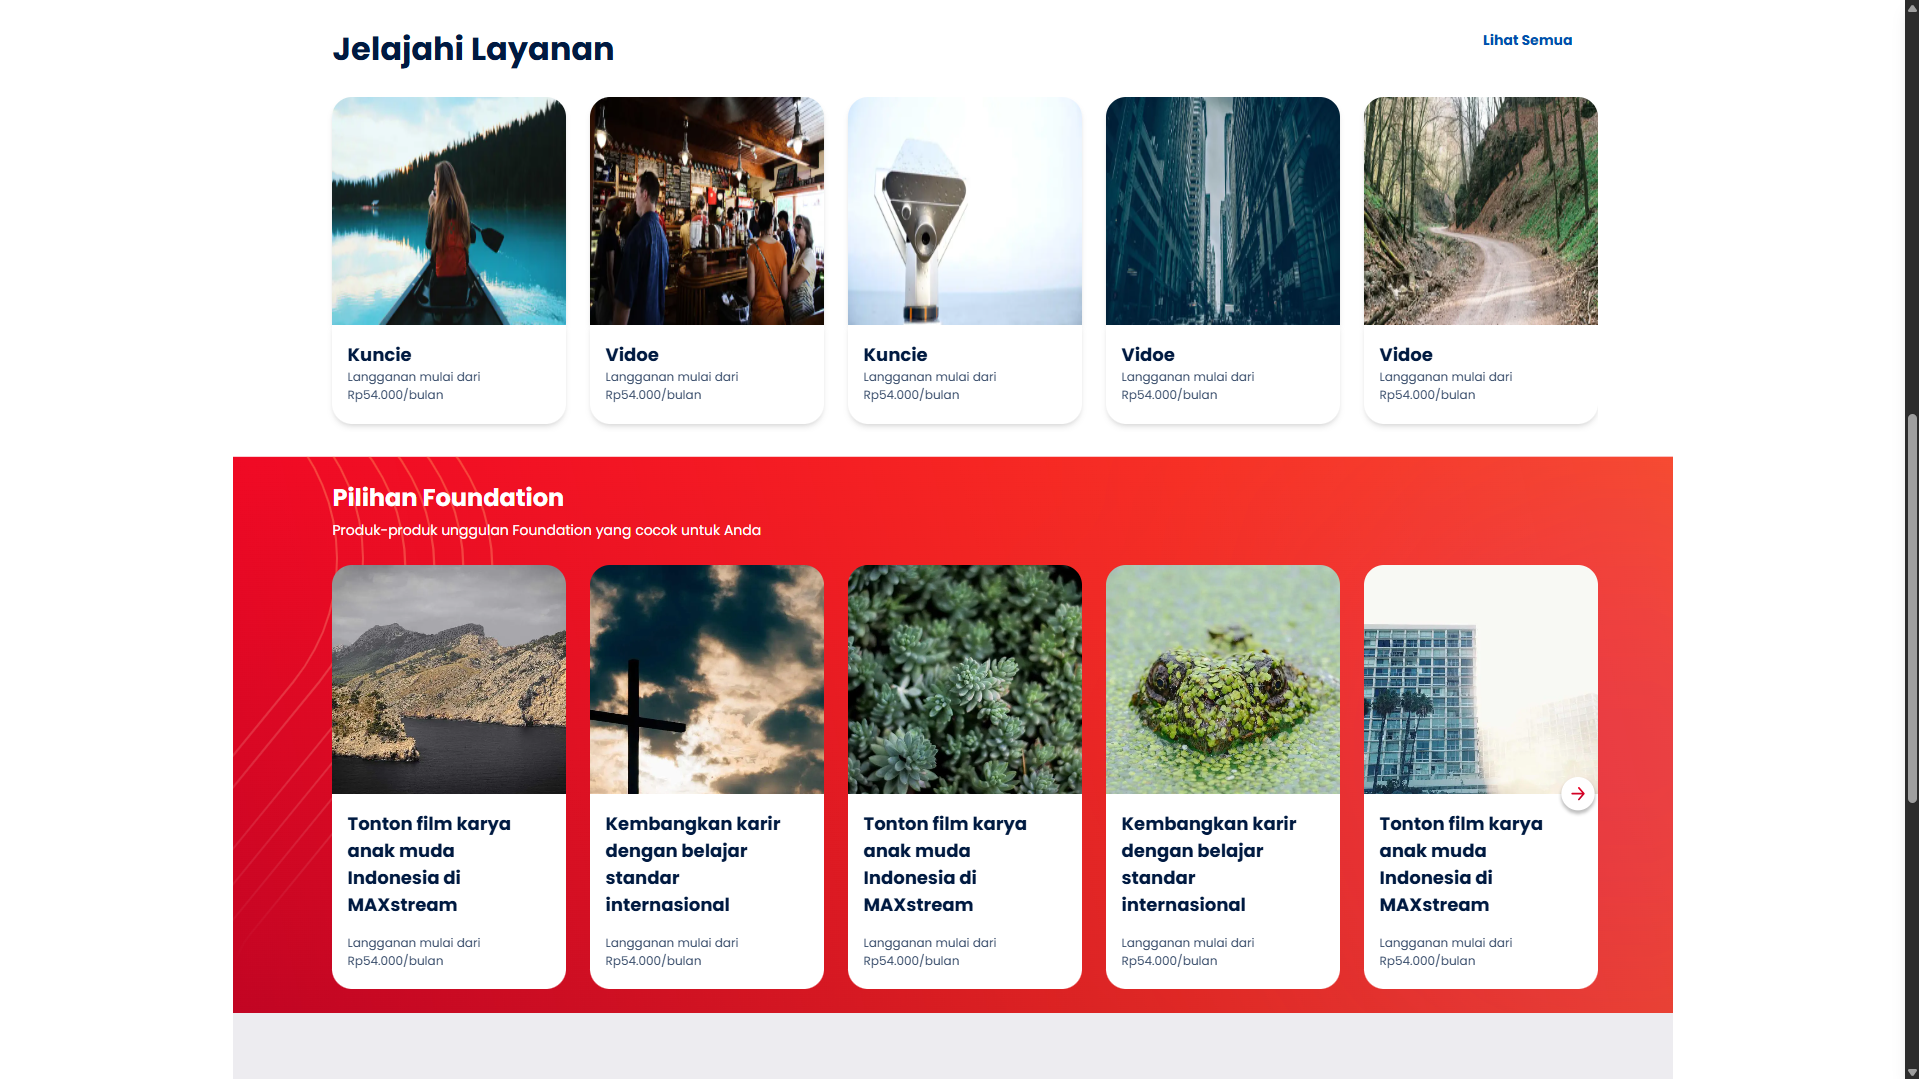 Jelajahi Layanan
Lihat Semua
Kuncie
Langganan mulai dari
Rp54.000/bulan
Vidoe
Langganan mulai dari
Rp54.000/bulan
Kuncie
Langganan mulai dari
Rp54.000/bulan
Vidoe
Langganan mulai dari
Rp54.000/bulan
Vidoe
Langganan mulai dari
Rp54.000/bulan
Pilihan Foundation
Produk-produk unggulan Foundation yang cocok untuk Anda
Tonton film karya
anak muda
Indonesia di
MAXstream
Langganan mulai dari
Rp54.000/bulan
Kembangkan karir
dengan belajar
standar
internasional
Langganan mulai dari
Rp54.000/bulan
Tonton film karya
anak muda
Indonesia di
MAXstream
Langganan mulai dari
Rp54.000/bulan
Kembangkan karir
dengan belajar
standar
internasional
Langganan mulai dari
Rp54.000/bulan
Tonton film karya
anak muda
Indonesia di
MAXstream
Langganan mulai dari
Rp54.000/bulan